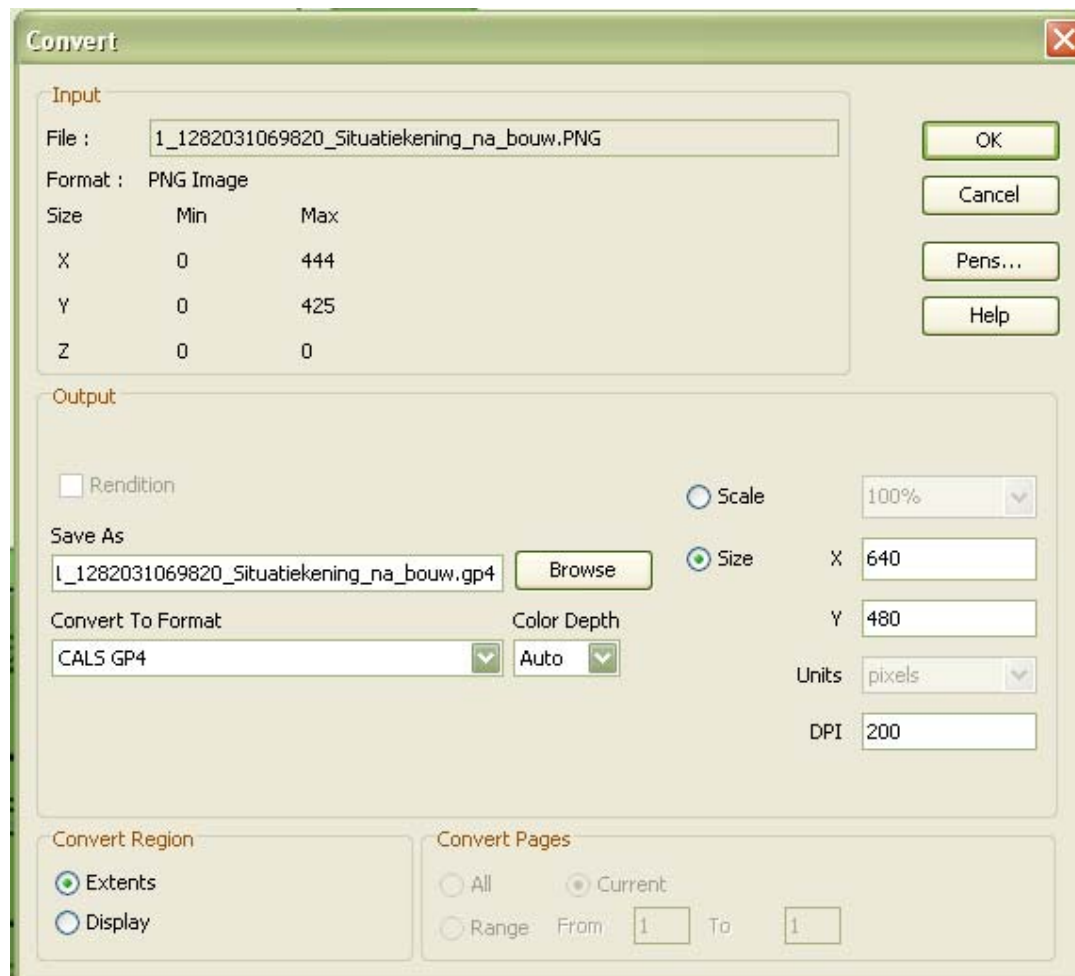 Convert
Input
File : 1_1282031069820_Situatiekening_na_bouw.PNG
Format : PNG Image
Size Min Max
X 0 444
Y 0 425
Z 0 0
OK
Cancel
Pens...
Help
Output
Rendition
Save As
1_1282031069820_Situatiekening_na_bouw.gp4 Browse
Convert To Format Color Depth
CALS GP4 Auto
Scale 100%
Size X 640
Y 480
Units pixels
DPI 200
Convert Region
Extents
Display
Convert Pages
All Current
Range From 1 To 1